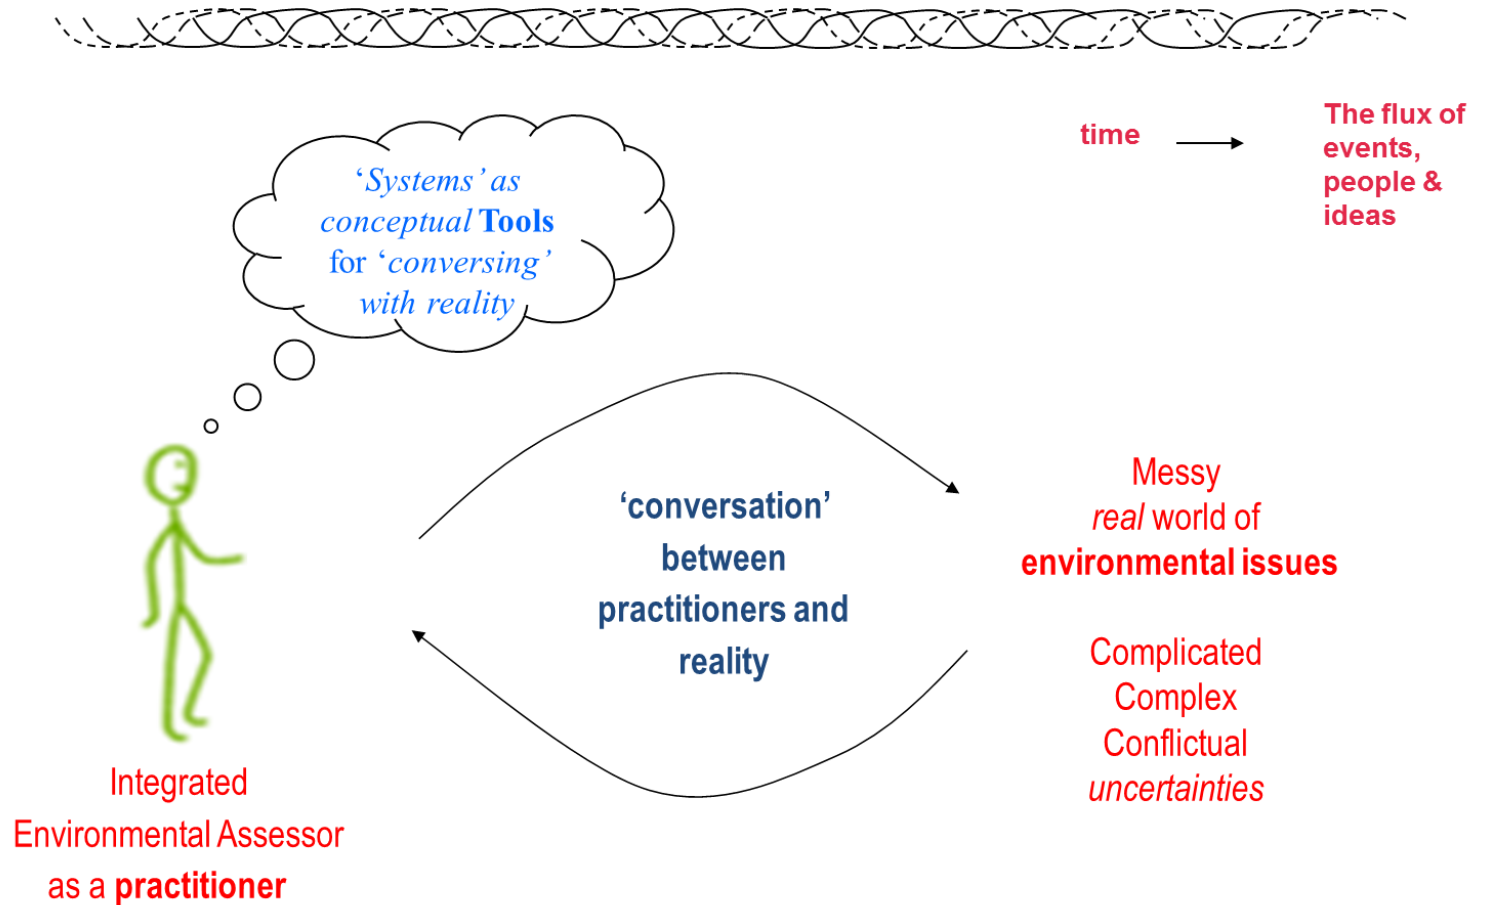 time
The flux of
events,
people &
ideas
‘Systems’ as
conceptual Tools
for ‘conversing’
with reality
‘conversation’
between
practitioners and
reality
Messy
real world of
environmental issues
Complicated
Complex
Conflictual
uncertainties
Integrated
Environmental Assessor
as a practitioner